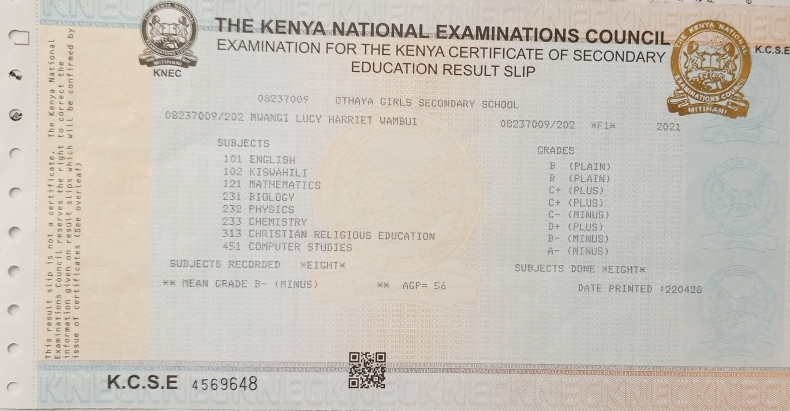 THE KENYA NATIONAL EXAMINATIONS COUNCIL
EXAMINATION FOR THE KENYA CERTIFICATE OF SECONDARY
EDUCATION RESULT SLIP
MITIHANI
KNEC
THE KENYA NATIONAL
EXAMINATIONS COUNCIL
MITIHANI
K.C.S.E
08237009 OTHAYA GIRLS SECONDARY SCHOOL
08237009/202 MWANGI LUCY HARRIET WAMBUI 08237009/202 *F1* 2021
SUBJECTS GRADES
101 ENGLISH B (PLAIN)
102 KISWAHILI B (PLAIN)
121 MATHEMATICS C+ (PLUS)
231 BIOLOGY C+ (PLUS)
232 PHYSICS C- (MINUS)
233 CHEMISTRY D+ (PLUS)
313 CHRISTIAN RELIGIOUS EDUCATION B- (MINUS)
451 COMPUTER STUDIES A- (MINUS)
SUBJECTS RECORDED *EIGHT* SUBJECTS DONE *EIGHT*
** MEAN GRADE B- (MINUS) ** AGP= 56 DATE PRINTED :220428
K.C.S.E 4569648
This result slip is not a certificate. The Kenya National
Examinations Council reserves the right to correct the
information given on result slips which will be confirmed by
issue of certificates (See overleaf)